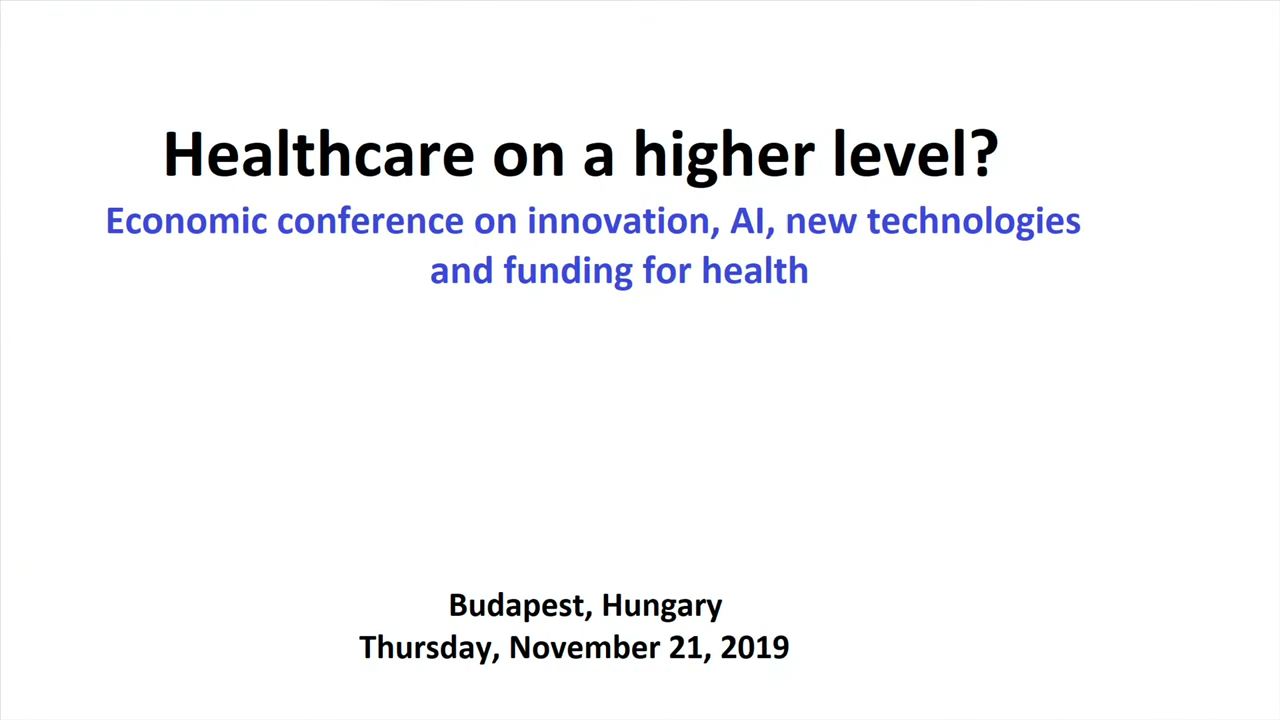 Healthcare on a higher level?
Economic conference on innovation, AI, new technologies
and funding for health
Budapest, Hungary
Thursday, November 21, 2019